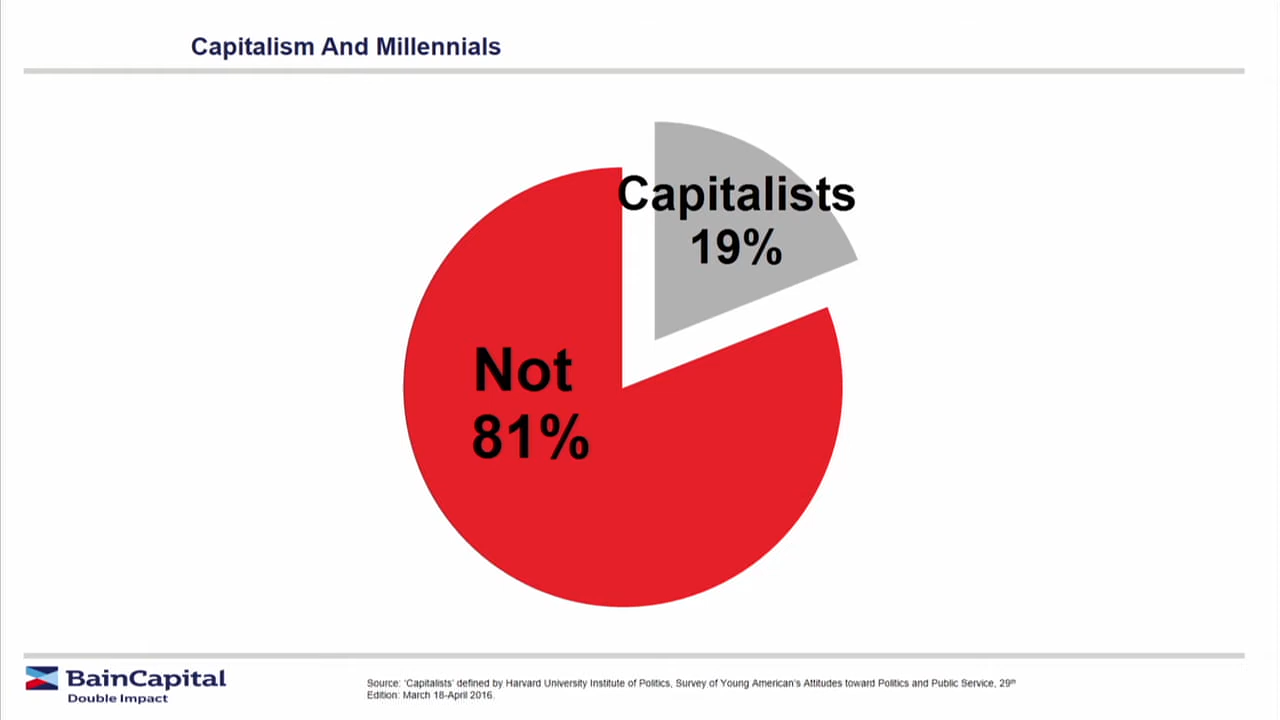 Capitalism And Millennials
Capitalists
19%
Not
81%
BainCapital
Double Impact
Source: ‘Capitalists’ defined by Harvard University Institute of Politics, Survey of Young American’s Attitudes toward Politics and Public Service, 29th
Edition: March 18-April 2016.